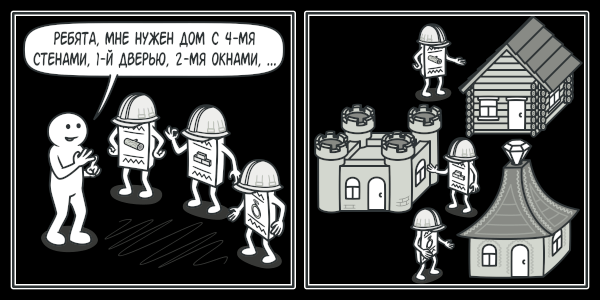 РЕБЯТА, МНЕ НУЖЕН ДОМ С 4-МЯ
СТЕНАМИ, 1-Й ДВЕРЬЮ, 2-МЯ ОКНАМИ, ...